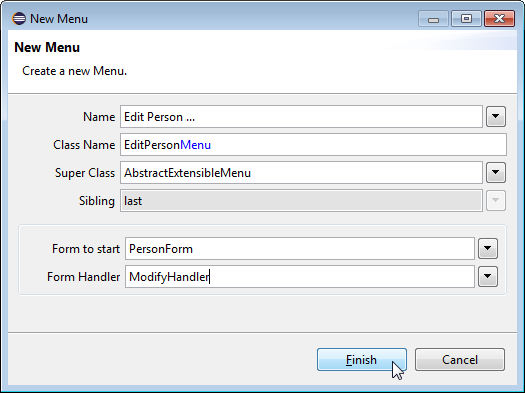 New Menu
New Menu
Create a new Menu.
Name Edit Person ...
Class Name EditPersonMenu
Super Class AbstractExtensibleMenu
Sibling last
Form to start PersonForm
Form Handler ModifyHandler
Finish Cancel